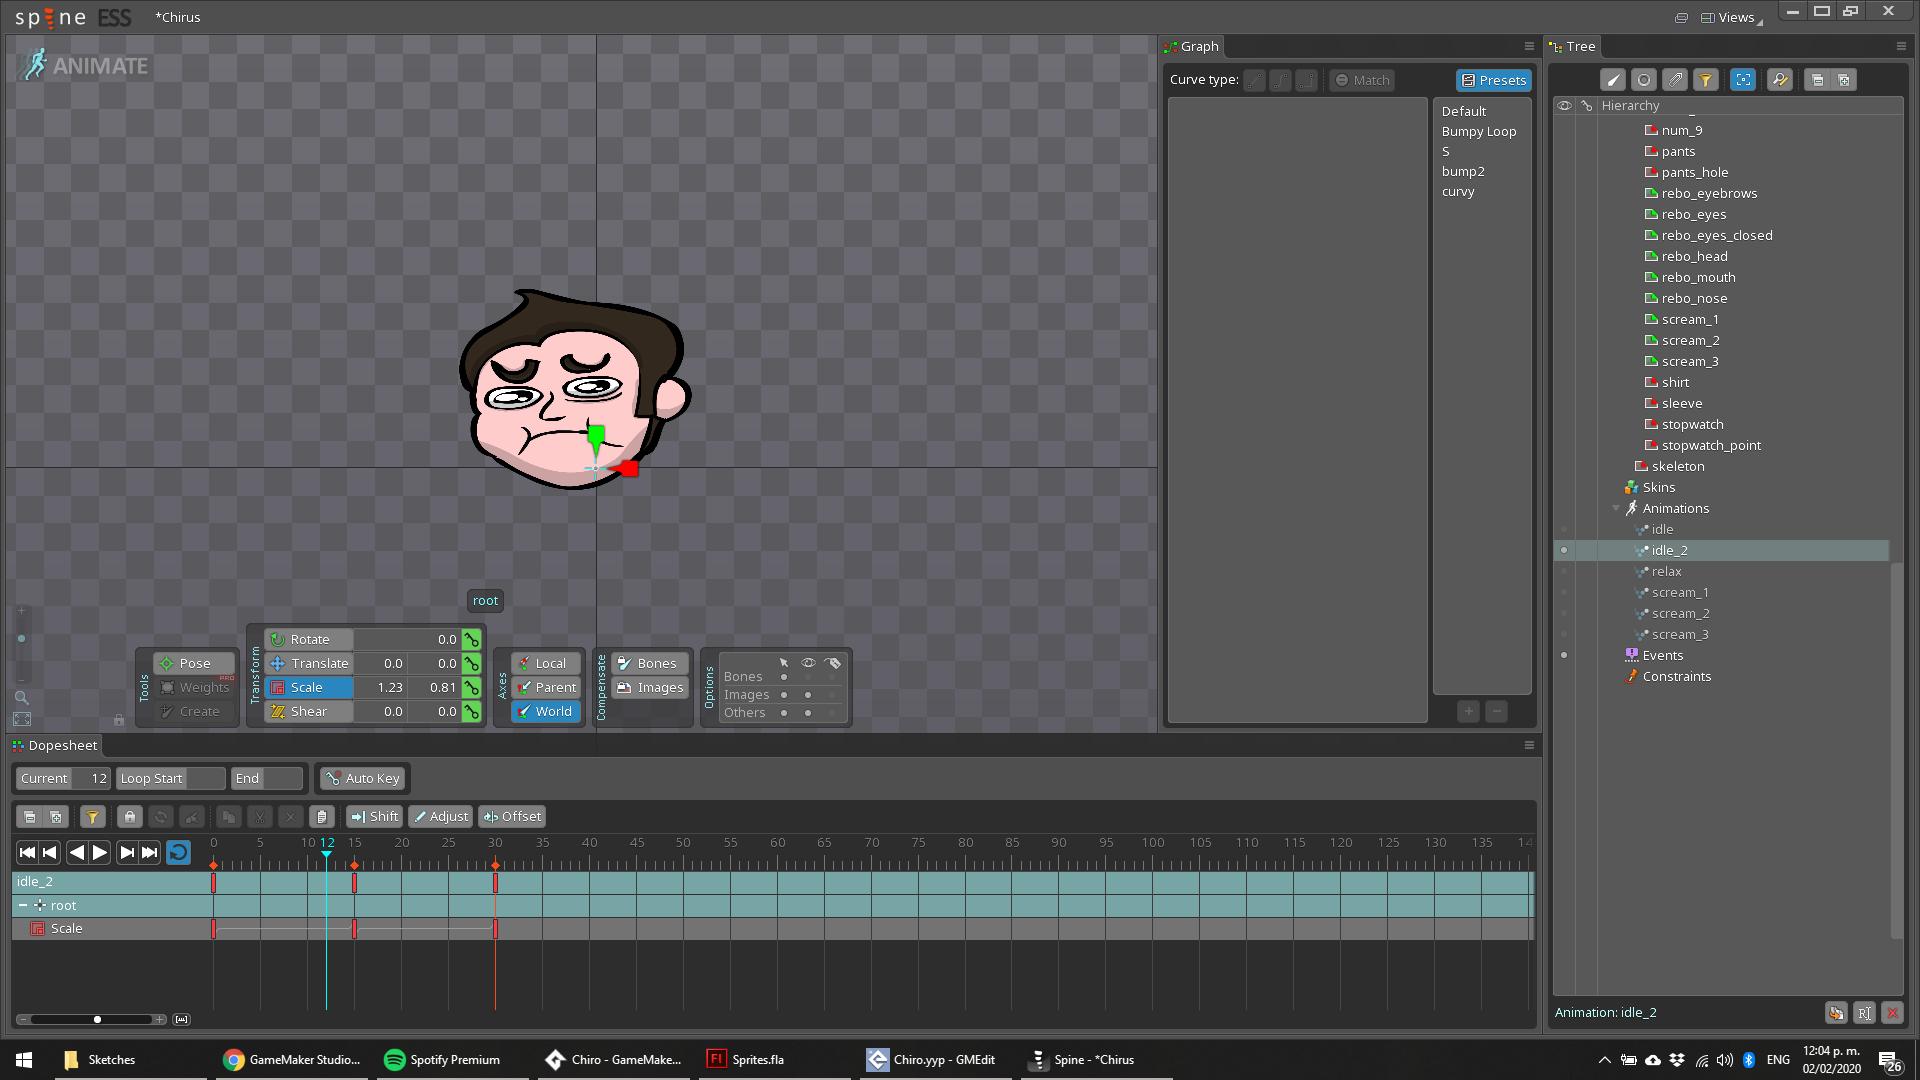 spine ESS *Chirus Views
ANIMATE
Graph
Curve type: Match Presets
Default
Bumpy Loop
S
bump2
curvy
Tree
Hierarchy
num_9
pants
pants_hole
rebo_eyebrows
rebo_eyes
rebo_eyes_closed
rebo_head
rebo_mouth
rebo_nose
scream_1
scream_2
scream_3
shirt
sleeve
stopwatch
stopwatch_point
skeleton
Skins
Animations
idle
idle_2
relax
scream_1
scream_2
scream_3
Events
Constraints
Animation: idle_2
root
Tools
Pose
Weights PRO
Create
Transform
Rotate 0.0
Translate 0.0 0.0
Scale 1.23 0.81
Shear 0.0 0.0
Axes
Local
Parent
World
Compensate
Bones
Images
Options
Bones
Images
Others
Dopesheet
Current 12 Loop Start End Auto Key
Shift Adjust Offset
0 5 10 12 15 20 25 30 35 40 45 50 55 60 65 70 75 80 85 90 95 100 105 110 115 120 125 130 135 14
idle_2
root
Scale
Sketches GameMaker Studio... Spotify Premium Chiro - GameMake... Fl Sprites.fla Chiro.yyp - GMEdit Spine - *Chirus ENG 12:04 p. m.
02/02/2020 26